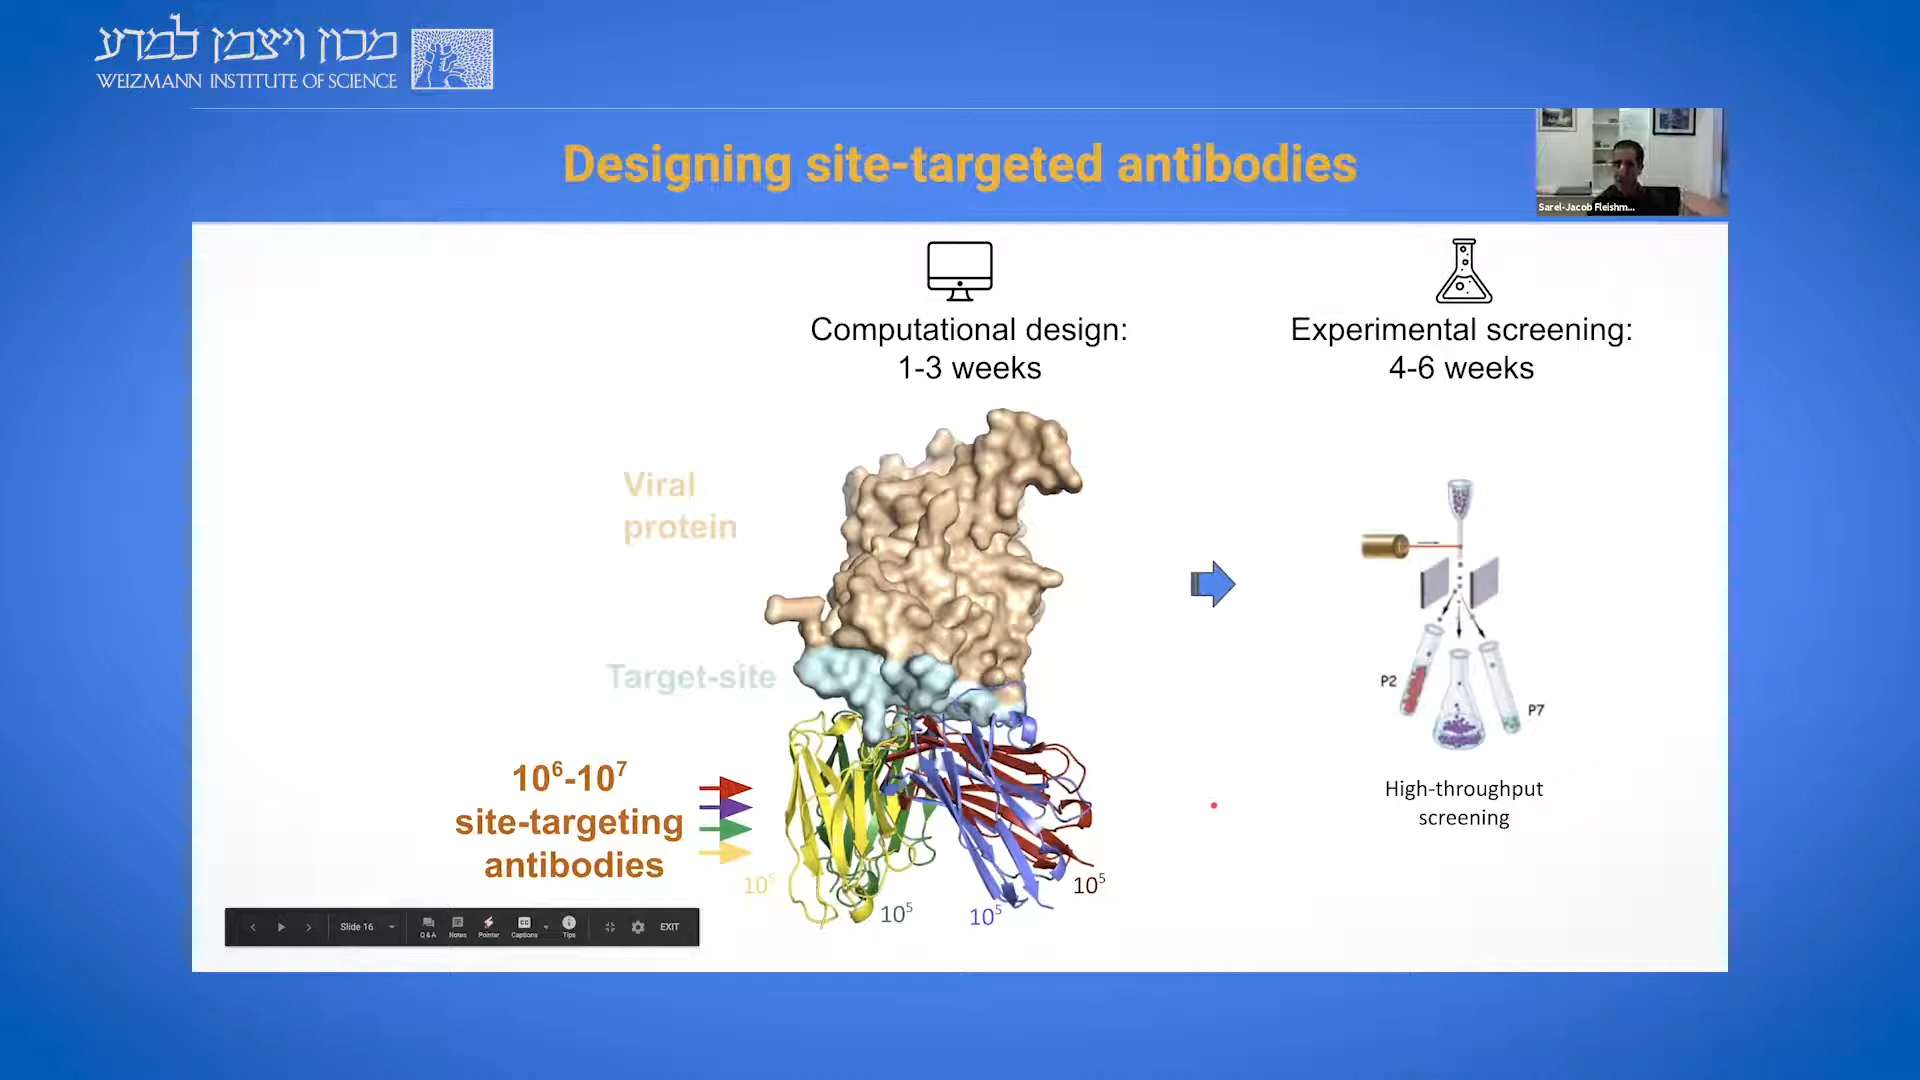 מכון ויצמן למדע
WEIZMANN INSTITUTE OF SCIENCE
Designing site-targeted antibodies
Sarel-Jacob Fleishm...
Computational design:
1-3 weeks
Experimental screening:
4-6 weeks
Viral
protein
Target-site
10⁶-10⁷
site-targeting
antibodies
10⁵
10⁵
10⁵
10⁵
P2
P7
High-throughput
screening
Slide 16
Q & A
Notes
Pointer
Captions
Tips
EXIT
CC